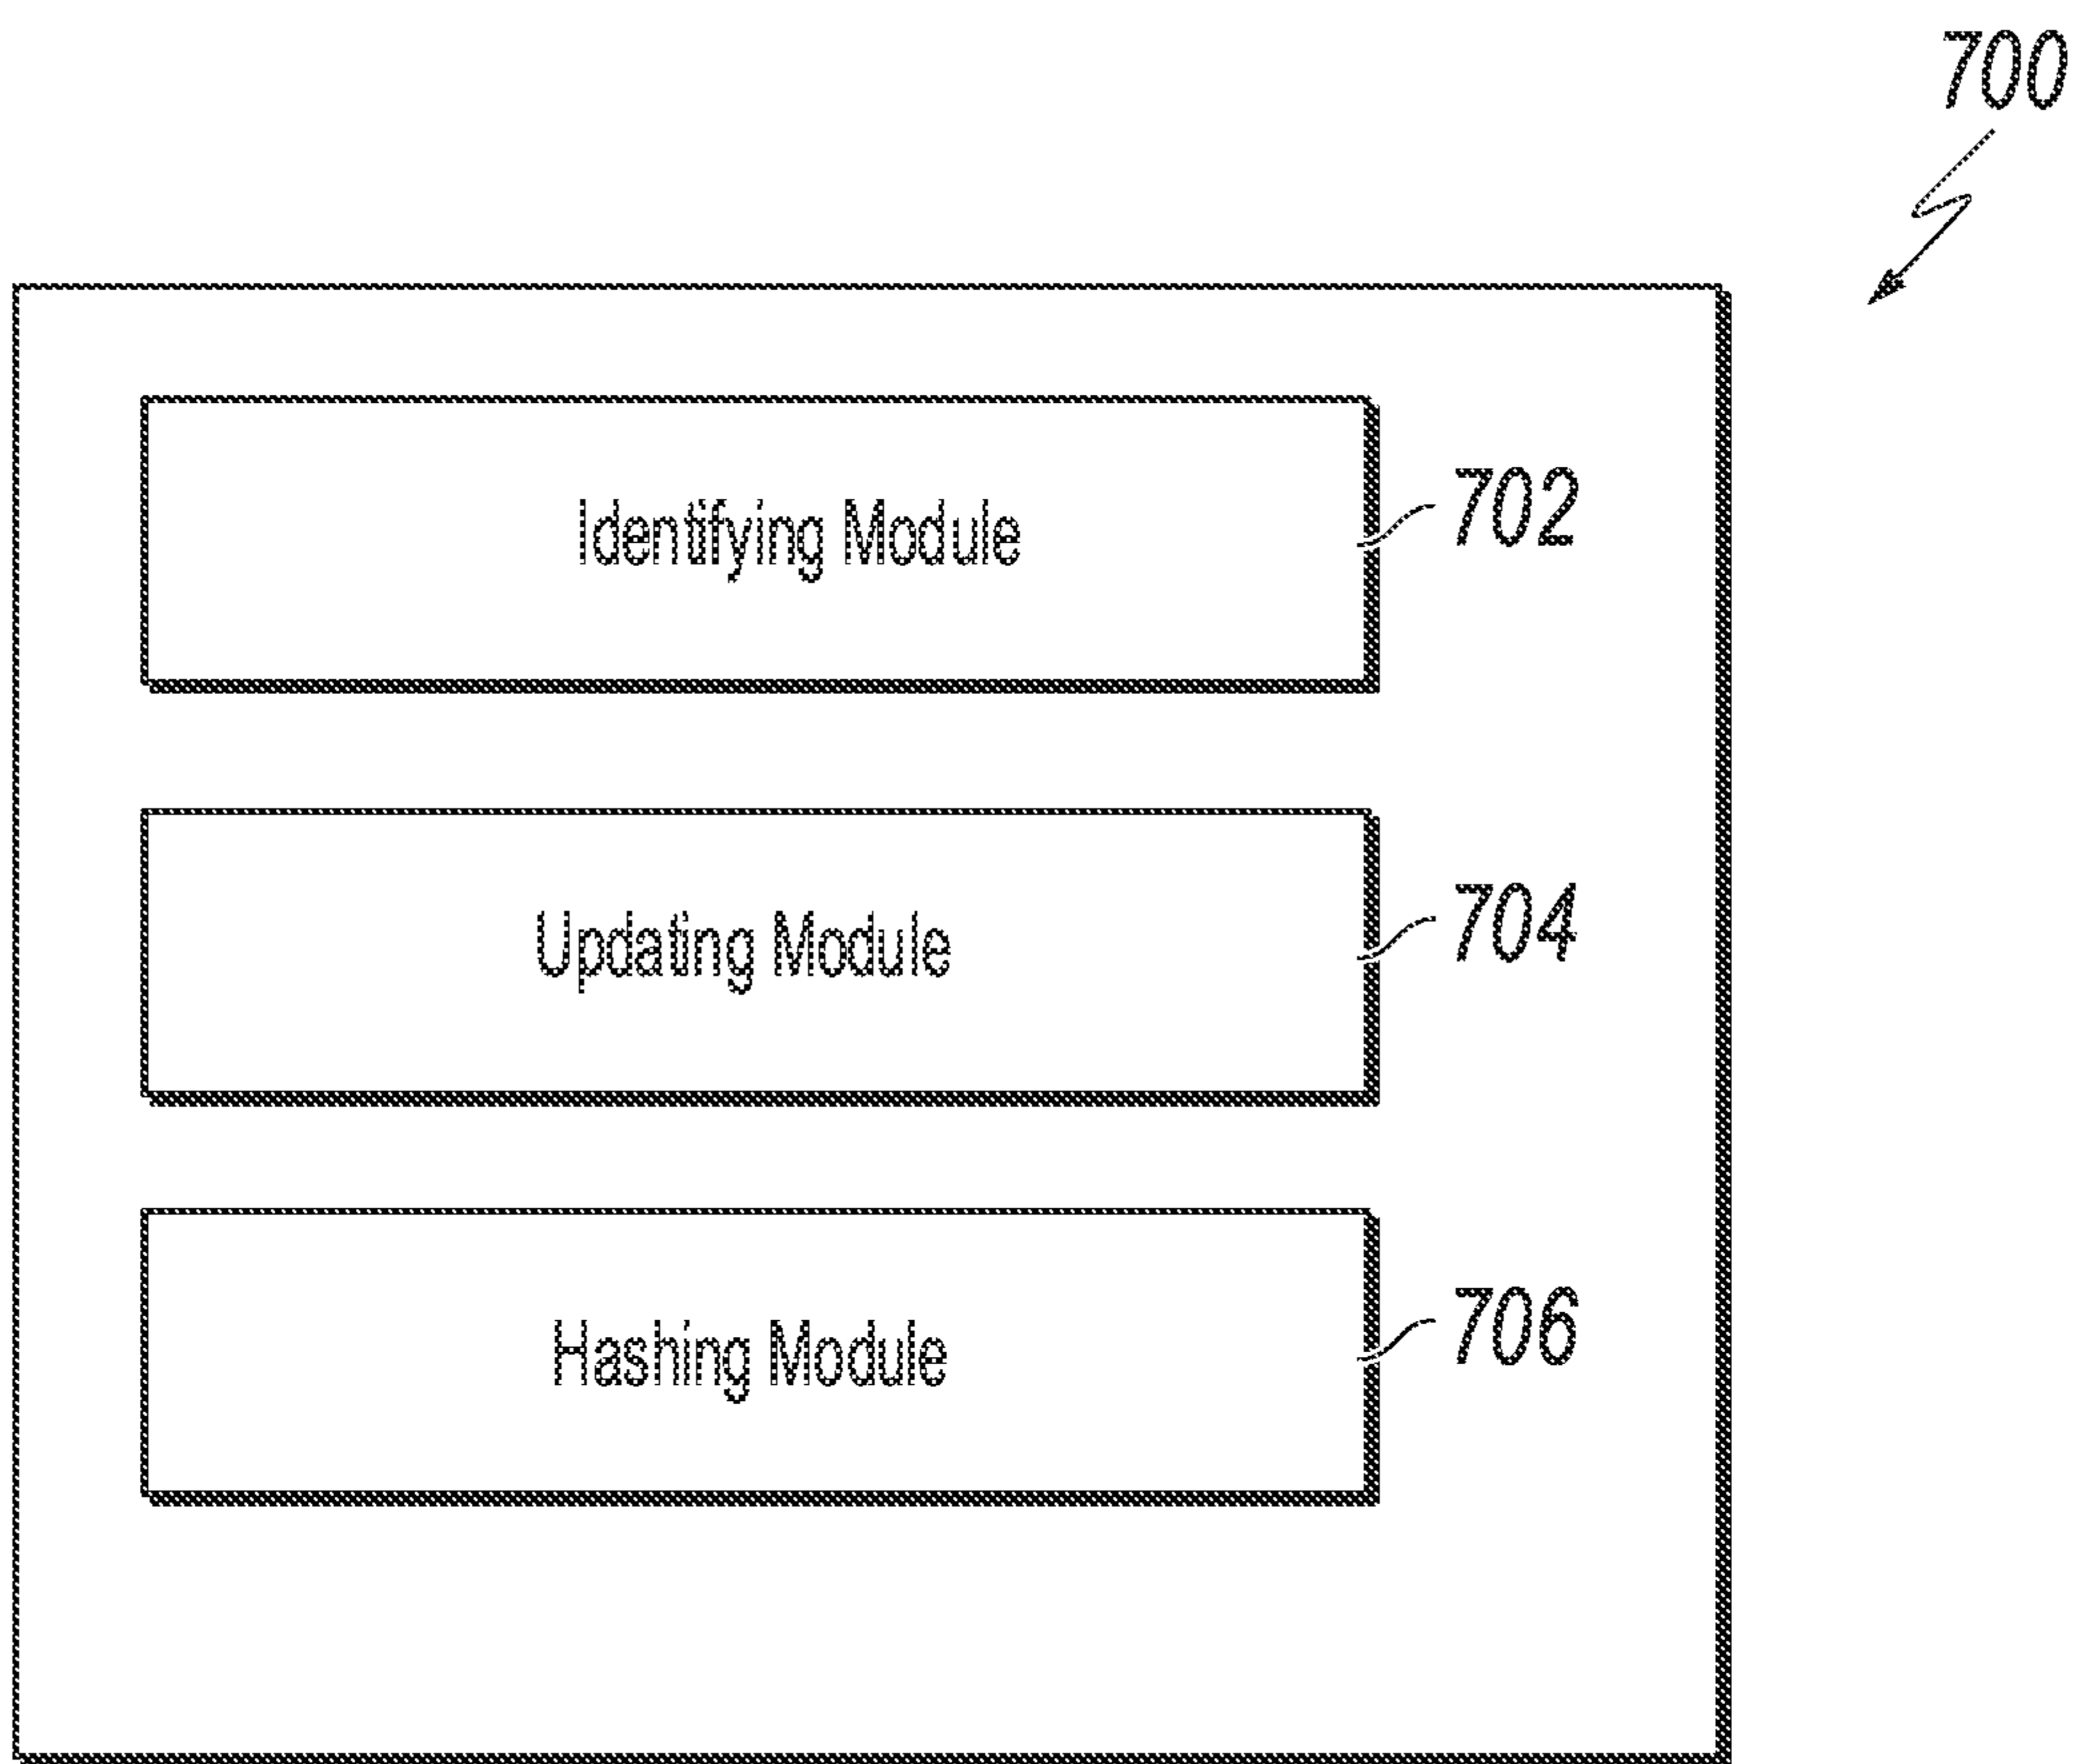 700
Identifying Module
702
Updating Module
704
Hashing Module
706